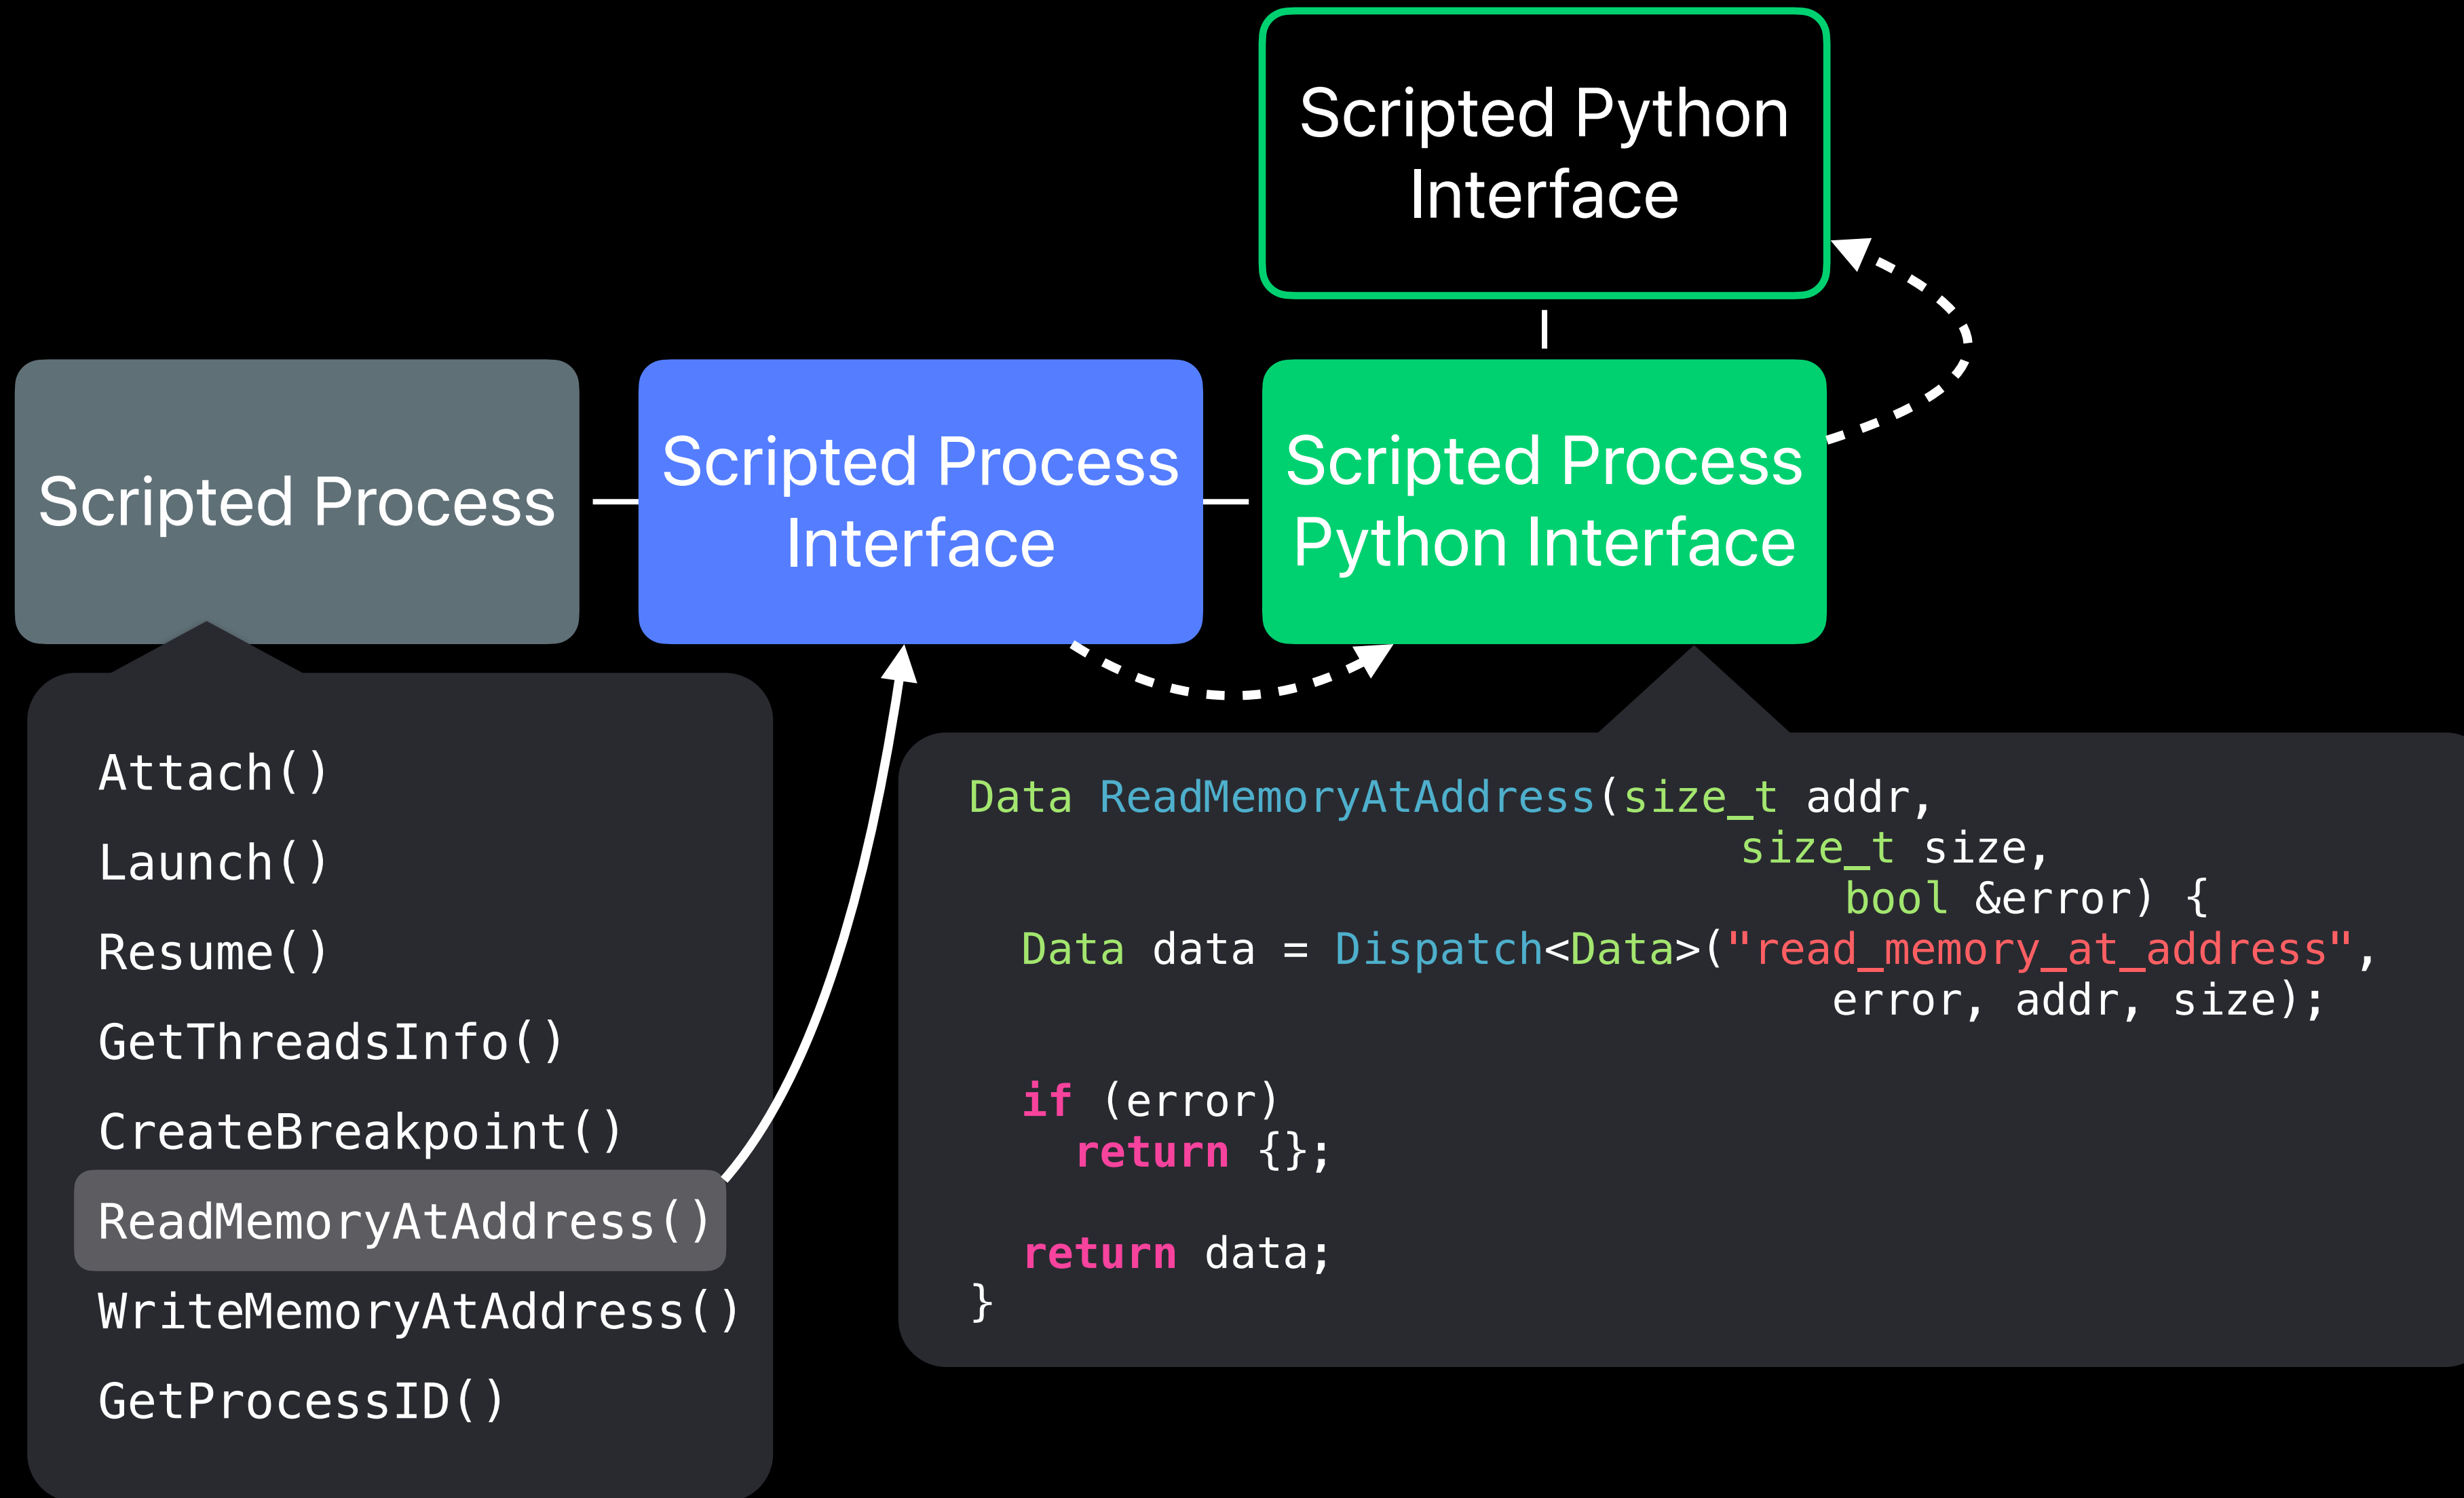 Scripted Python
Interface
Scripted Process
Scripted Process
Interface
Scripted Process
Python Interface
Attach()
Launch()
Resume()
GetThreadsInfo()
CreateBreakpoint()
ReadMemoryAtAddress()
WriteMemoryAtAddress()
GetProcessID()
Data ReadMemoryAtAddress(size_t addr,
size_t size,
bool &error) {
Data data = Dispatch<Data>("read_memory_at_address",
error, addr, size);
if (error)
return {};
return data;
}